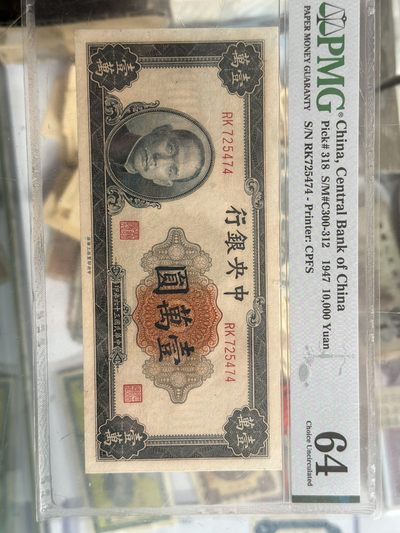 PMG®
PAPER MONEY GUARANTY
China, Central Bank of China
Pick# 318 S/M#C300-312 1947 10,000 Yuan
S/N RK725474 - Printer: CPFS
64
Choice Uncirculated
中央銀行
RK725474
RK725474
壹萬圓
壹萬
壹萬
壹萬
壹萬